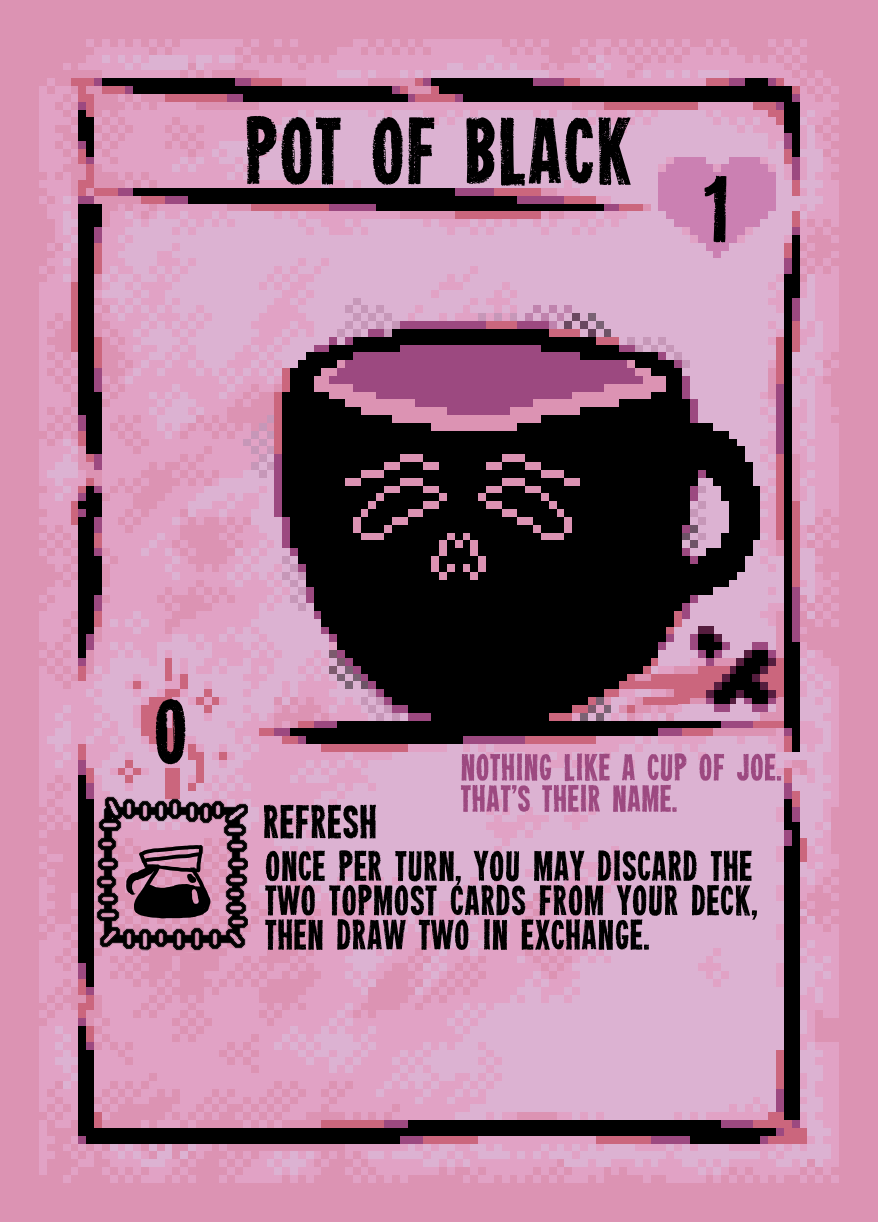 POT OF BLACK
1
0
NOTHING LIKE A CUP OF JOE.
THAT'S THEIR NAME.
REFRESH
ONCE PER TURN, YOU MAY DISCARD THE
TWO TOPMOST CARDS FROM YOUR DECK,
THEN DRAW TWO IN EXCHANGE.